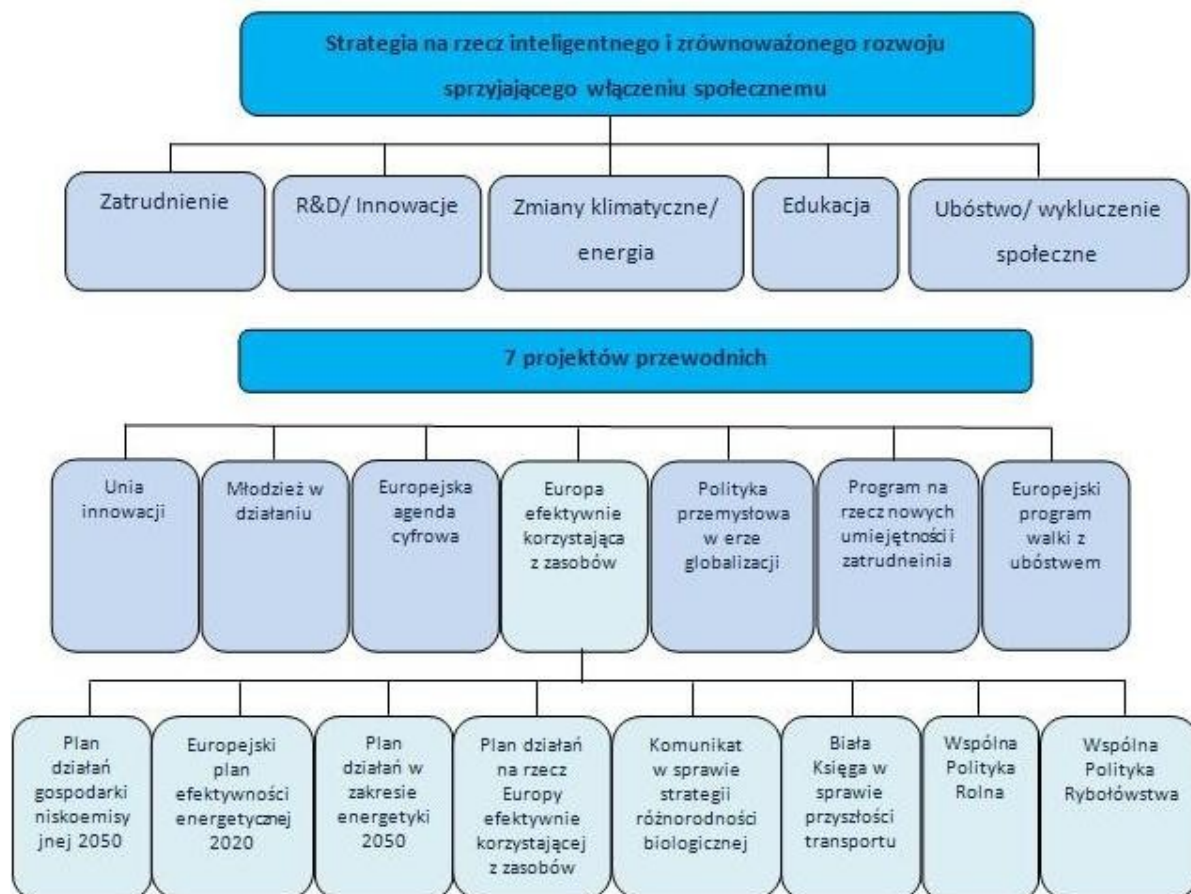 Strategia na rzecz inteligentnego i zrównoważonego rozwoju
sprzyjającego włączeniu społecznemu
Zatrudnienie
R&D/ Innowacje
Zmiany klimatyczne/
energia
Edukacja
Ubóstwo/ wykluczenie
społeczne
7 projektów przewodnich
Unia
innowacji
Młodzież w
działaniu
Europejska
agenda
cyfrowa
Europa
efektywnie
korzystająca
z zasobów
Polityka
przemysłowa
w erze
globalizacji
Program na
rzecz nowych
umiejętności i
zatrudneinia
Europejski
program
walki z
ubóstwem
Plan
działań
gospodarki
niskoemisy
jnej 2050
Europejski
plan
efektywności
energetycznej
2020
Plan
działań w
zakresie
energetyki
2050
Plan działań
na rzecz
Europy
efektywnie
korzystającej
z zasobów
Komunikat
w sprawie
strategii
różnorodności
biologicznej
Biała
Księga w
sprawie
przyszłości
transportu
Wspólna
Polityka
Rolna
Wspólna
Polityka
Rybołówstwa